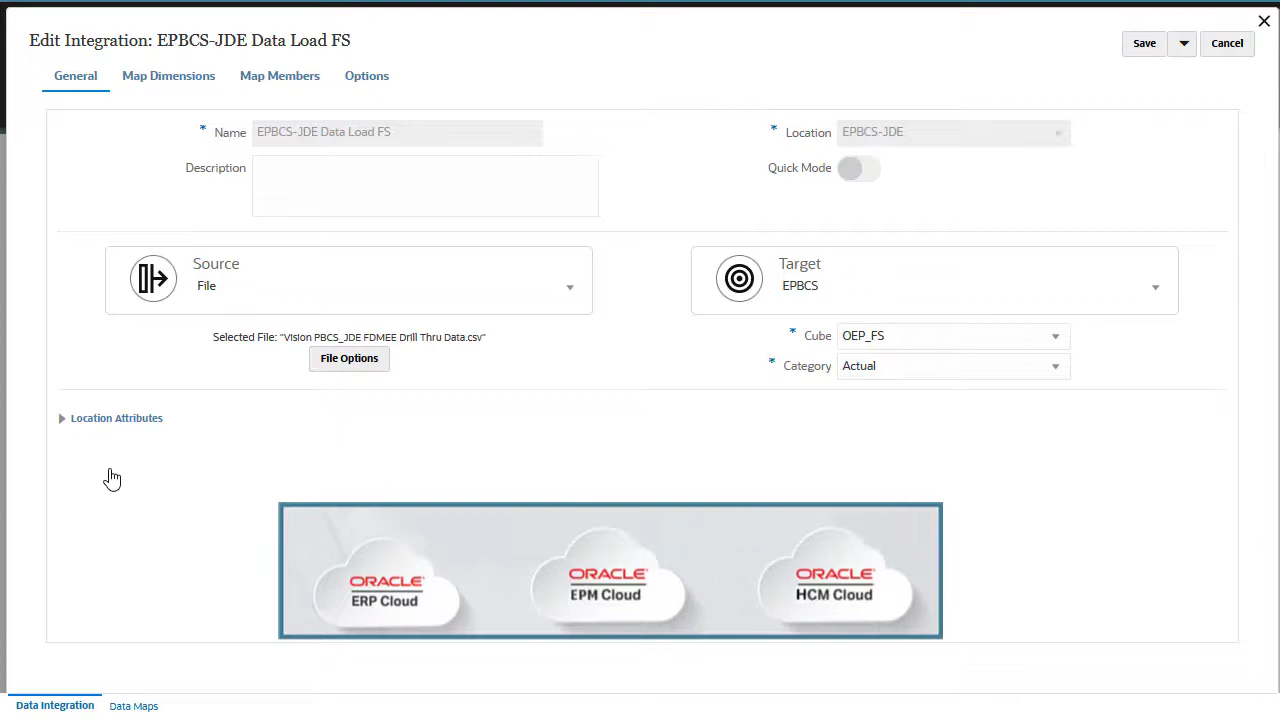 Edit Integration: EPBCS-JDE Data Load FS
Save
Cancel
General
Map Dimensions
Map Members
Options
* Name EPBCS-JDE Data Load FS
* Location EPBCS-JDE
Description
Quick Mode
Source
File
Target
EPBCS
Selected File: "Vision PBCS_JDE FDMEE Drill Thru Data.csv"
File Options
* Cube OEP_FS
* Category Actual
Location Attributes
ORACLE
ERP Cloud
ORACLE
EPM Cloud
ORACLE
HCM Cloud
Data Integration
Data Maps